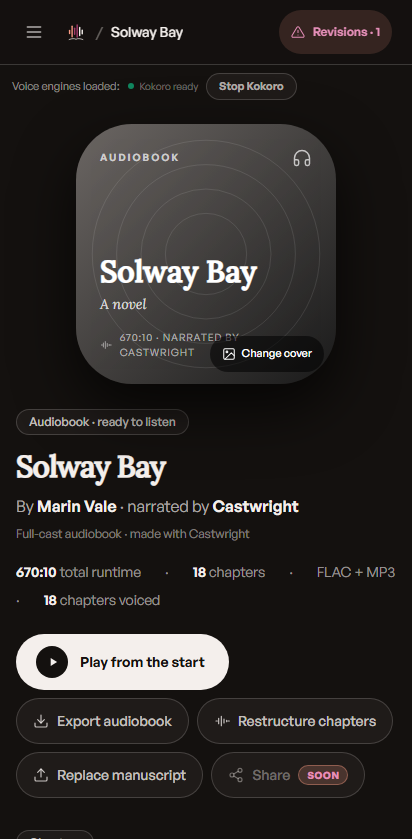 / Solway Bay
Revisions · 1
Voice engines loaded: Kokoro ready Stop Kokoro
AUDIOBOOK
Solway Bay
A novel
670:10 · NARRATED BY
CASTWRIGHT
Change cover
Audiobook · ready to listen
Solway Bay
By Marin Vale · narrated by Castwright
Full-cast audiobook · made with Castwright
670:10 total runtime · 18 chapters · FLAC + MP3
· 18 chapters voiced
Play from the start
Export audiobook
Restructure chapters
Replace manuscript
Share SOON